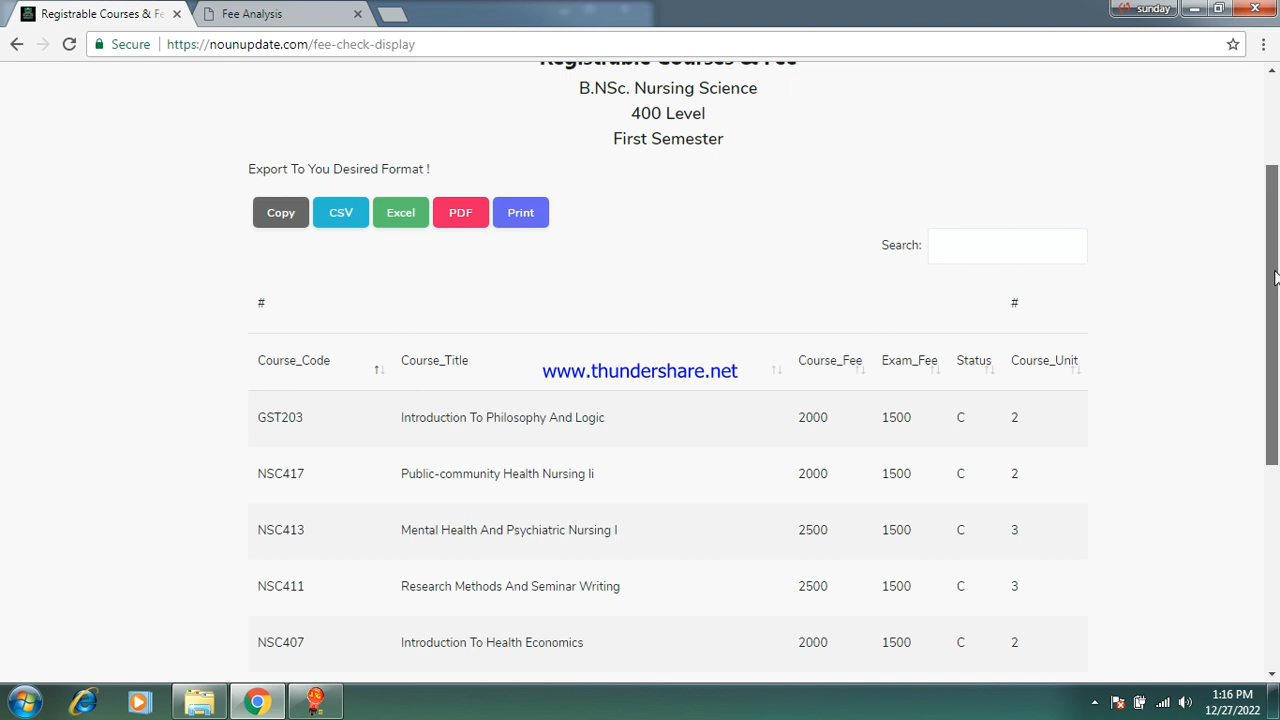 Registrable Courses & Fe
Fee Analysis
sunday
Secure
https://nounupdate.com/fee-check-display
Registrable Courses & Fee
B.NSc. Nursing Science
400 Level
First Semester
Export To You Desired Format !
Copy CSV Excel PDF Print
Search:
# #
Course_Code Course_Title Course_Fee Exam_Fee Status Course_Unit
www.thundershare.net
GST203 Introduction To Philosophy And Logic 2000 1500 C 2
NSC417 Public-community Health Nursing Ii 2000 1500 C 2
NSC413 Mental Health And Psychiatric Nursing I 2500 1500 C 3
NSC411 Research Methods And Seminar Writing 2500 1500 C 3
NSC407 Introduction To Health Economics 2000 1500 C 2
1:16 PM
12/27/2022